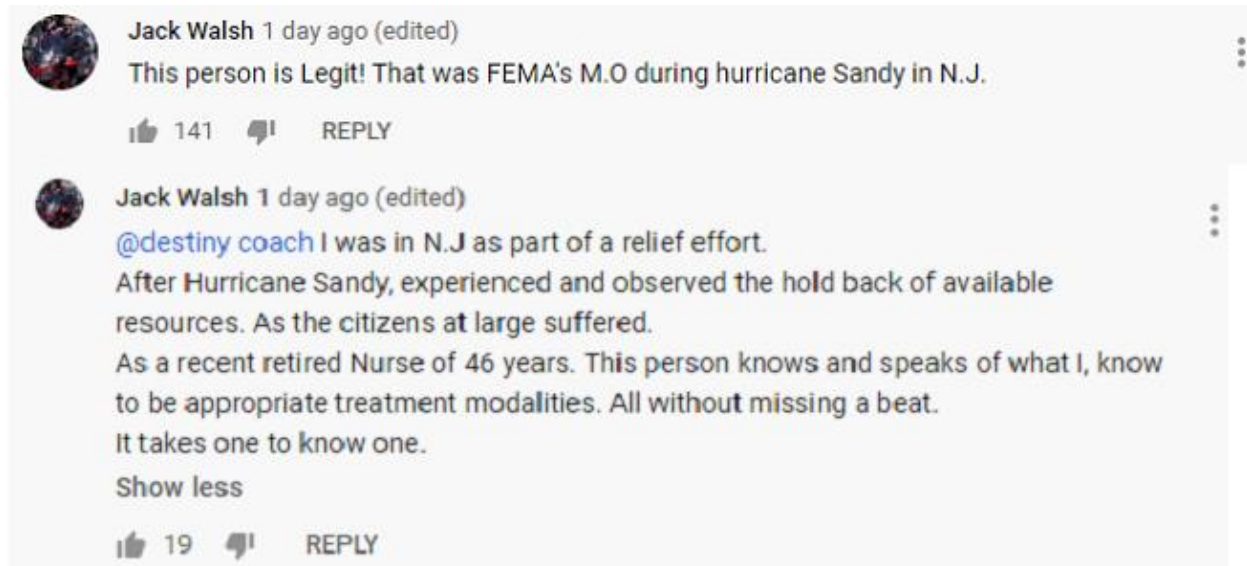 Jack Walsh 1 day ago (edited)
This person is Legit! That was FEMA's M.O during hurricane Sandy in N.J.
141 REPLY
Jack Walsh 1 day ago (edited)
@destiny coach I was in N.J as part of a relief effort.
After Hurricane Sandy, experienced and observed the hold back of available
resources. As the citizens at large suffered.
As a recent retired Nurse of 46 years. This person knows and speaks of what I, know
to be appropriate treatment modalities. All without missing a beat.
It takes one to know one.
Show less
19 REPLY